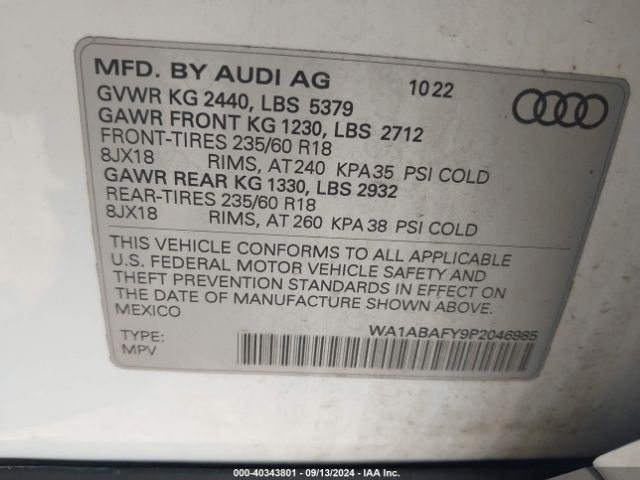 MFD. BY AUDI AG 1022
GVWR KG 2440, LBS 5379
GAWR FRONT KG 1230, LBS 2712
FRONT-TIRES 235/60 R18
8JX18 RIMS, AT 240 KPA 35 PSI COLD
GAWR REAR KG 1330, LBS 2932
REAR-TIRES 235/60 R18
8JX18 RIMS, AT 260 KPA 38 PSI COLD
THIS VEHICLE CONFORMS TO ALL APPLICABLE
U.S. FEDERAL MOTOR VEHICLE SAFETY AND
THEFT PREVENTION STANDARDS IN EFFECT ON
THE DATE OF MANUFACTURE SHOWN ABOVE.
MEXICO
WA1ABAFY9P2046985
TYPE:
MPV
000-40343801 - 09/13/2024 - IAA Inc.